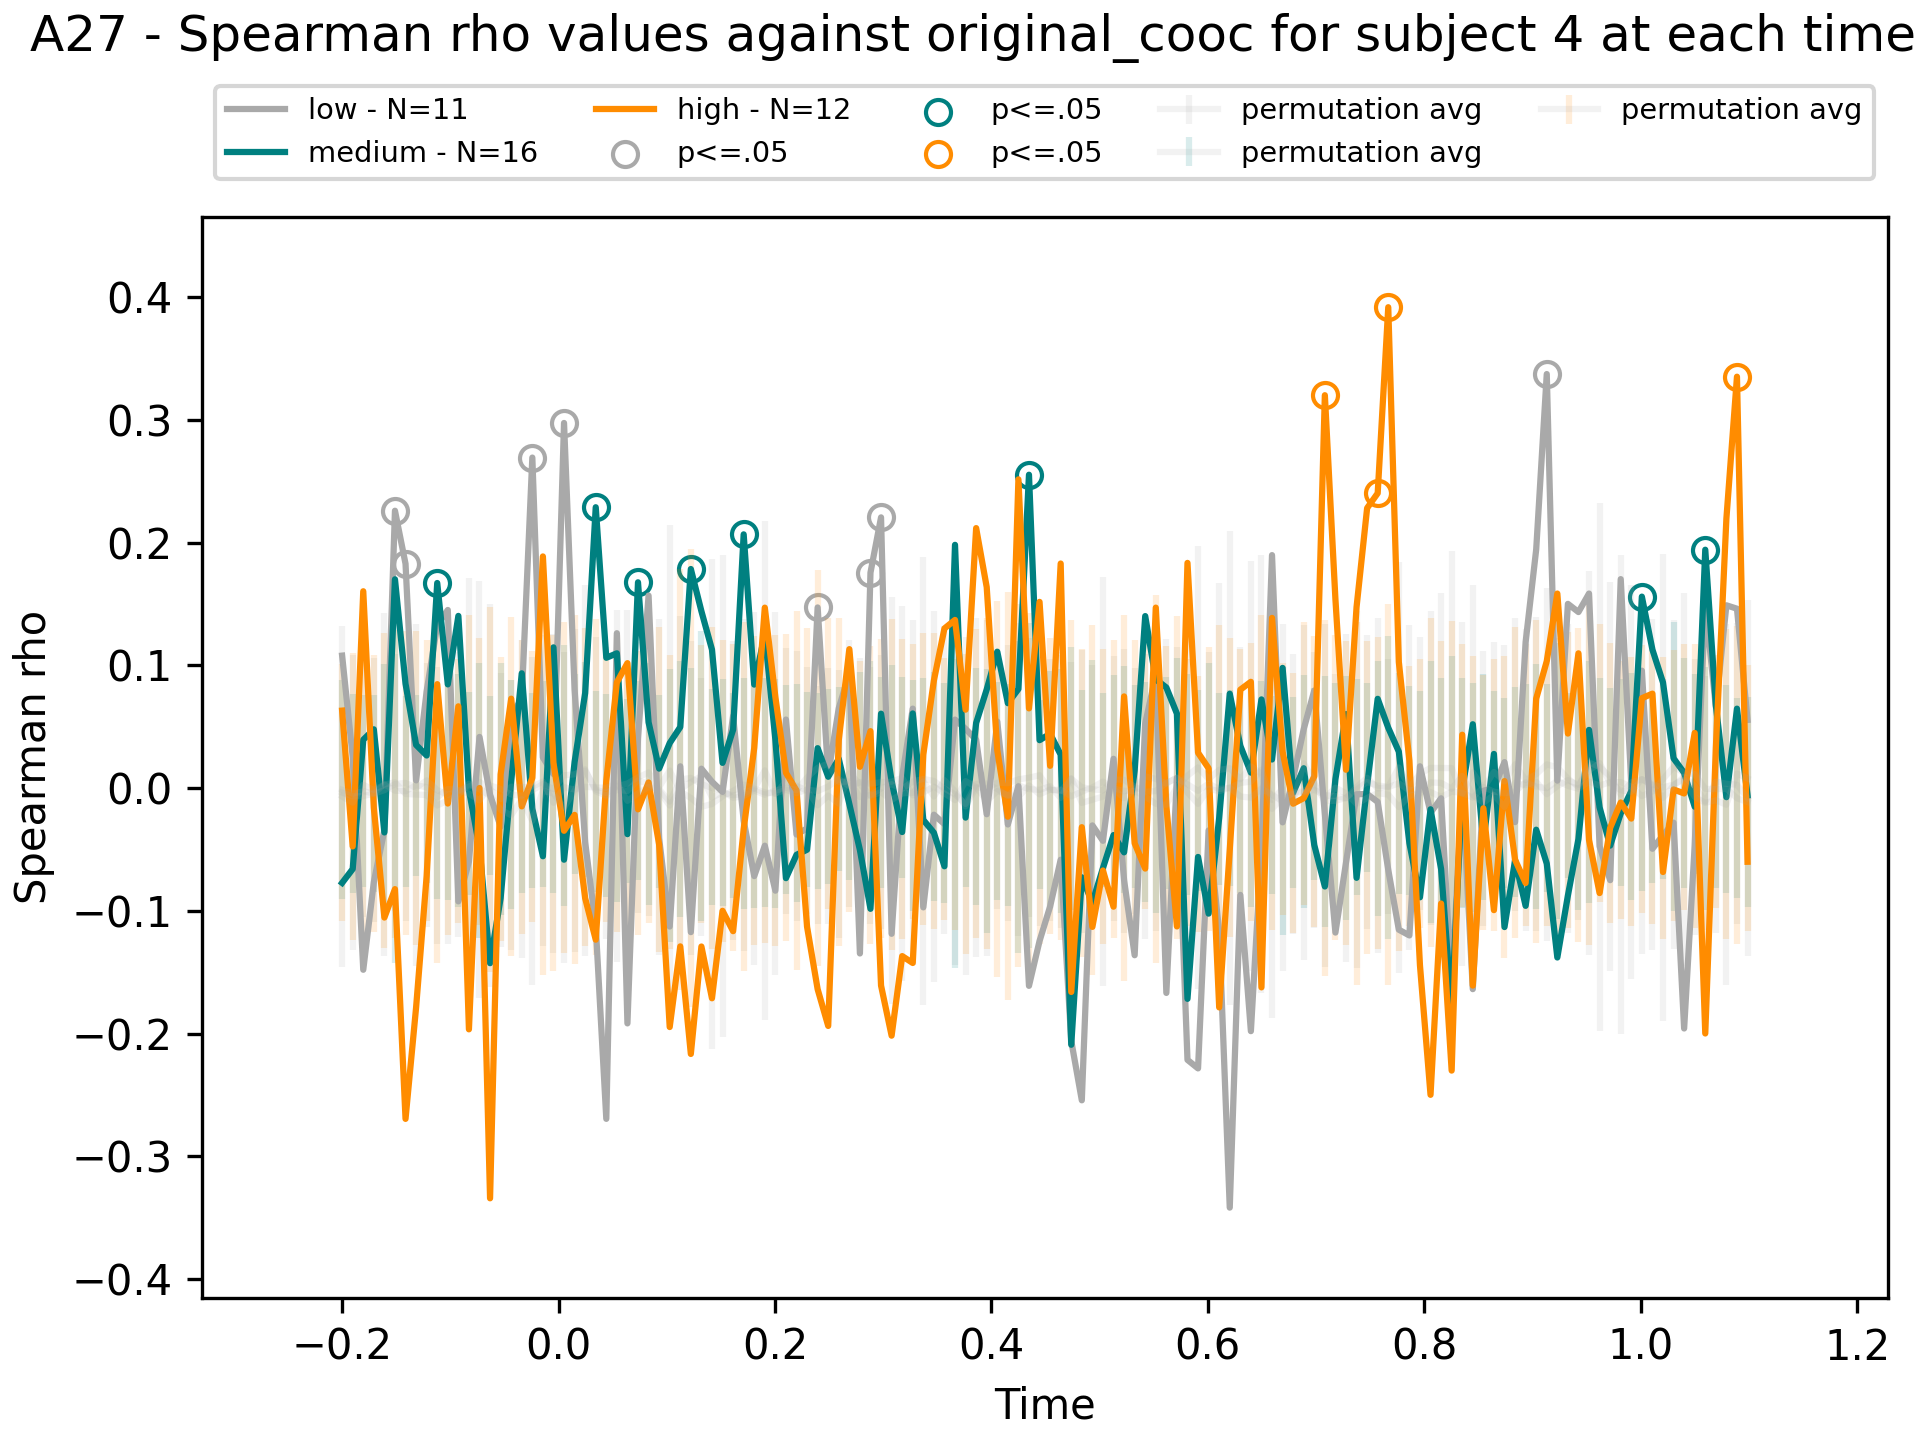 A27 - Spearman rho values against original_cooc for subject 4 at each time
low - N=11
medium - N=16
high - N=12
p<=.05
p<=.05
p<=.05
permutation avg
permutation avg
permutation avg
Spearman rho
0.4
0.3
0.2
0.1
0.0
−0.1
−0.2
−0.3
−0.4
−0.2
0.0
0.2
0.4
0.6
0.8
1.0
1.2
Time